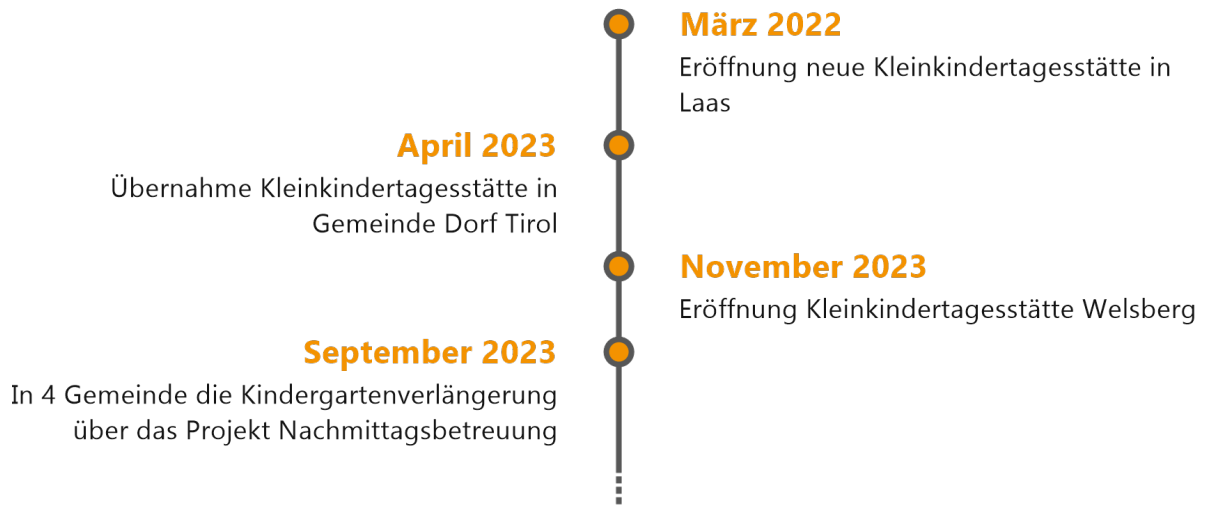 März 2022
Eröffnung neue Kleinkindertagesstätte in
Laas
April 2023
Übernahme Kleinkindertagesstätte in
Gemeinde Dorf Tirol
November 2023
Eröffnung Kleinkindertagesstätte Welsberg
September 2023
In 4 Gemeinde die Kindergartenverlängerung
über das Projekt Nachmittagsbetreuung